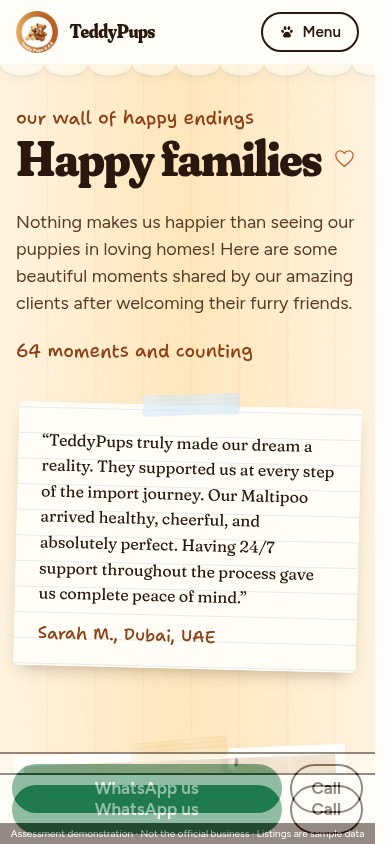 TeddyPups
Menu
our wall of happy endings
Happy families
Nothing makes us happier than seeing our
puppies in loving homes! Here are some
beautiful moments shared by our amazing
clients after welcoming their furry friends.
64 moments and counting
“TeddyPups truly made our dream a
reality. They supported us at every step
of the import journey. Our Maltipoo
arrived healthy, cheerful, and
absolutely perfect. Having 24/7
support throughout the process gave
us complete peace of mind.”
Sarah M., Dubai, UAE
WhatsApp us
Call
WhatsApp us
Call
Assessment demonstration · Not the official business · Listings are sample data